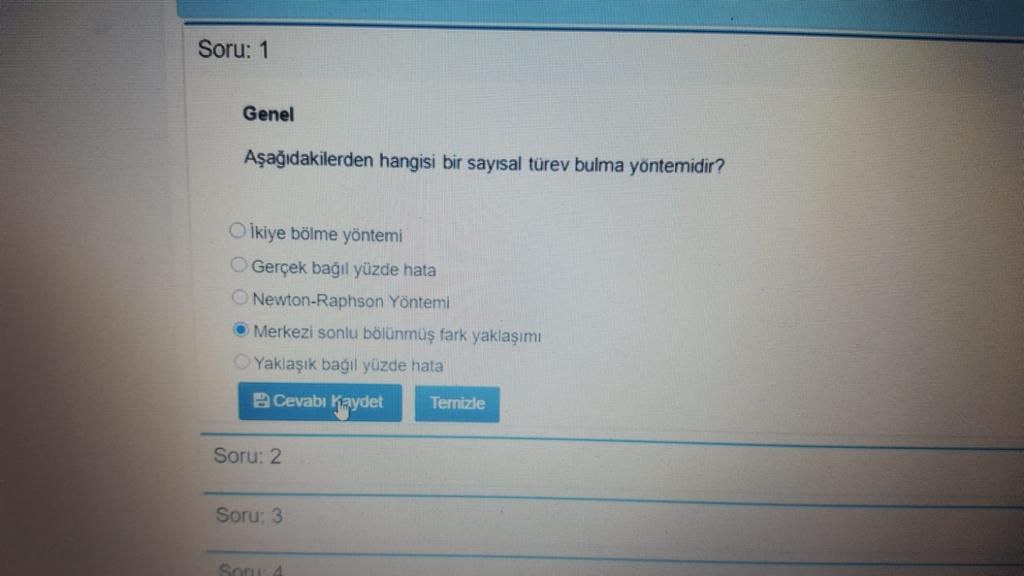 Soru: 1
Genel
Aşağıdakilerden hangisi bir sayısal türev bulma yöntemidir?
İkiye bölme yöntemi
Gerçek bağıl yüzde hata
Newton-Raphson Yöntemi
Merkezi sonlu bölünmüş fark yaklaşımı
Yaklaşık bağıl yüzde hata
Cevabı Kaydet Temizle
Soru: 2
Soru: 3
Soru: 4